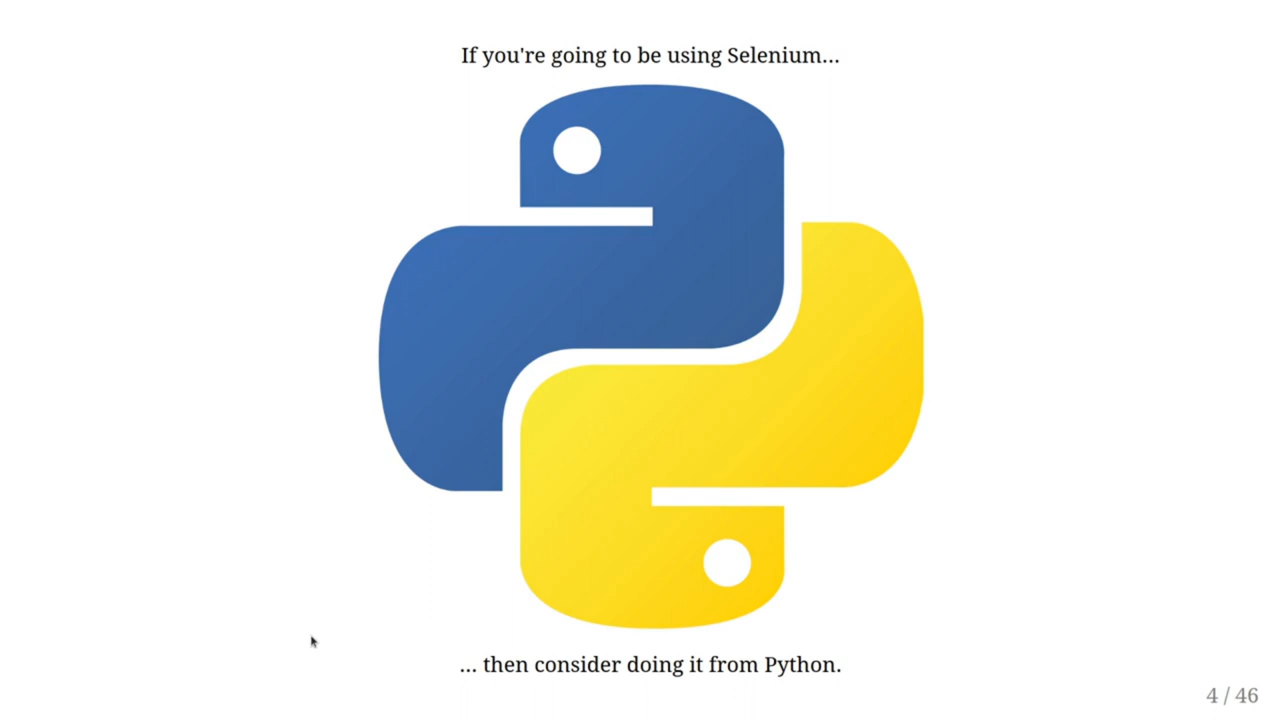 If you're going to be using Selenium...
... then consider doing it from Python.
4 / 46